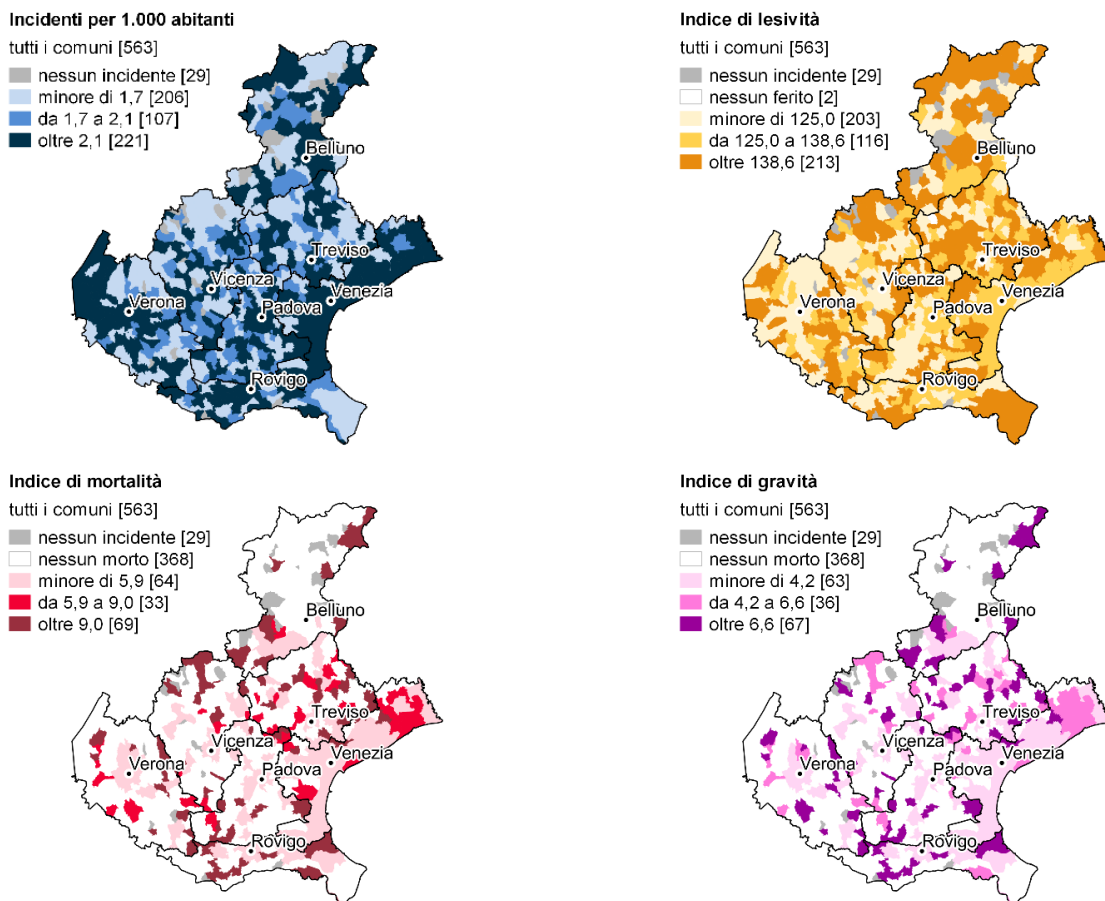 Incidenti per 1.000 abitanti
tutti i comuni [563]
nessun incidente [29]
minore di 1,7 [206]
da 1,7 a 2,1 [107]
oltre 2,1 [221]
Belluno
Treviso
Vicenza
Venezia
Verona
Padova
Rovigo
Indice di lesività
tutti i comuni [563]
nessun incidente [29]
nessun ferito [2]
minore di 125,0 [203]
da 125,0 a 138,6 [116]
oltre 138,6 [213]
Belluno
Treviso
Vicenza
Venezia
Verona
Padova
Rovigo
Indice di mortalità
tutti i comuni [563]
nessun incidente [29]
nessun morto [368]
minore di 5,9 [64]
da 5,9 a 9,0 [33]
oltre 9,0 [69]
Belluno
Treviso
Vicenza
Venezia
Verona
Padova
Rovigo
Indice di gravità
tutti i comuni [563]
nessun incidente [29]
nessun morto [368]
minore di 4,2 [63]
da 4,2 a 6,6 [36]
oltre 6,6 [67]
Belluno
Treviso
Vicenza
Venezia
Verona
Padova
Rovigo